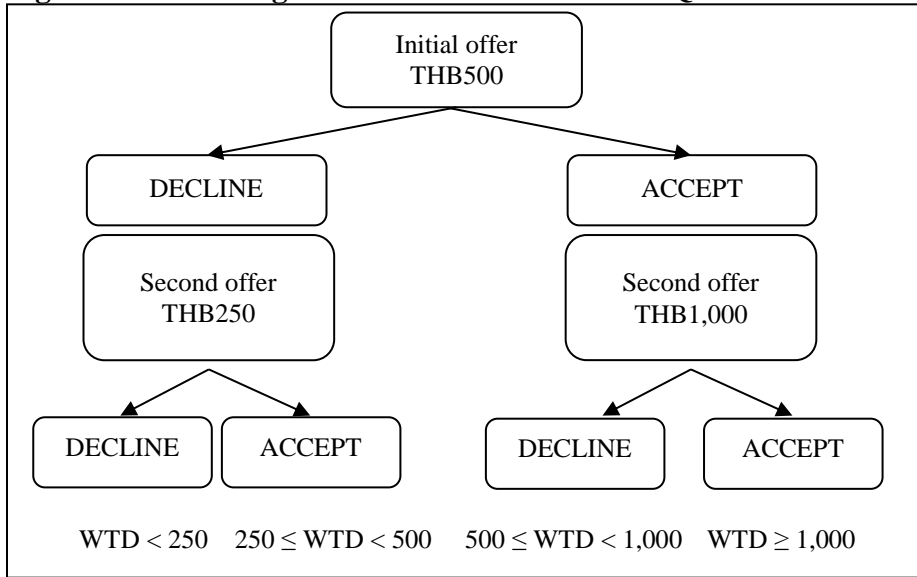 Initial offer
THB500
DECLINE
ACCEPT
Second offer
THB250
Second offer
THB1,000
DECLINE
ACCEPT
DECLINE
ACCEPT
WTD < 250 250 ≤ WTD < 500 500 ≤ WTD < 1,000 WTD ≥ 1,000